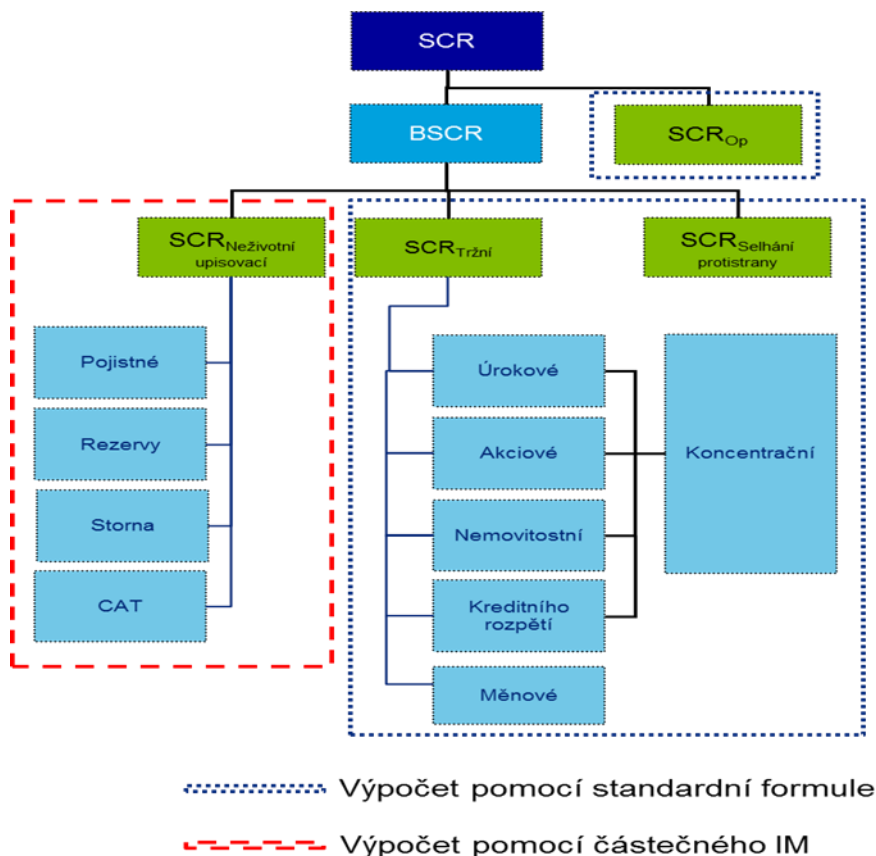 SCR
BSCR
SCROp
SCRNeživotní
upisovací
SCRTržní
SCRSelhání
protistrany
Pojistné
Rezervy
Storna
CAT
Úrokové
Akciové
Nemovitostní
Kreditního
rozpětí
Měnové
Koncentrační
Výpočet pomocí standardní formule
Výpočet pomocí částečného IM